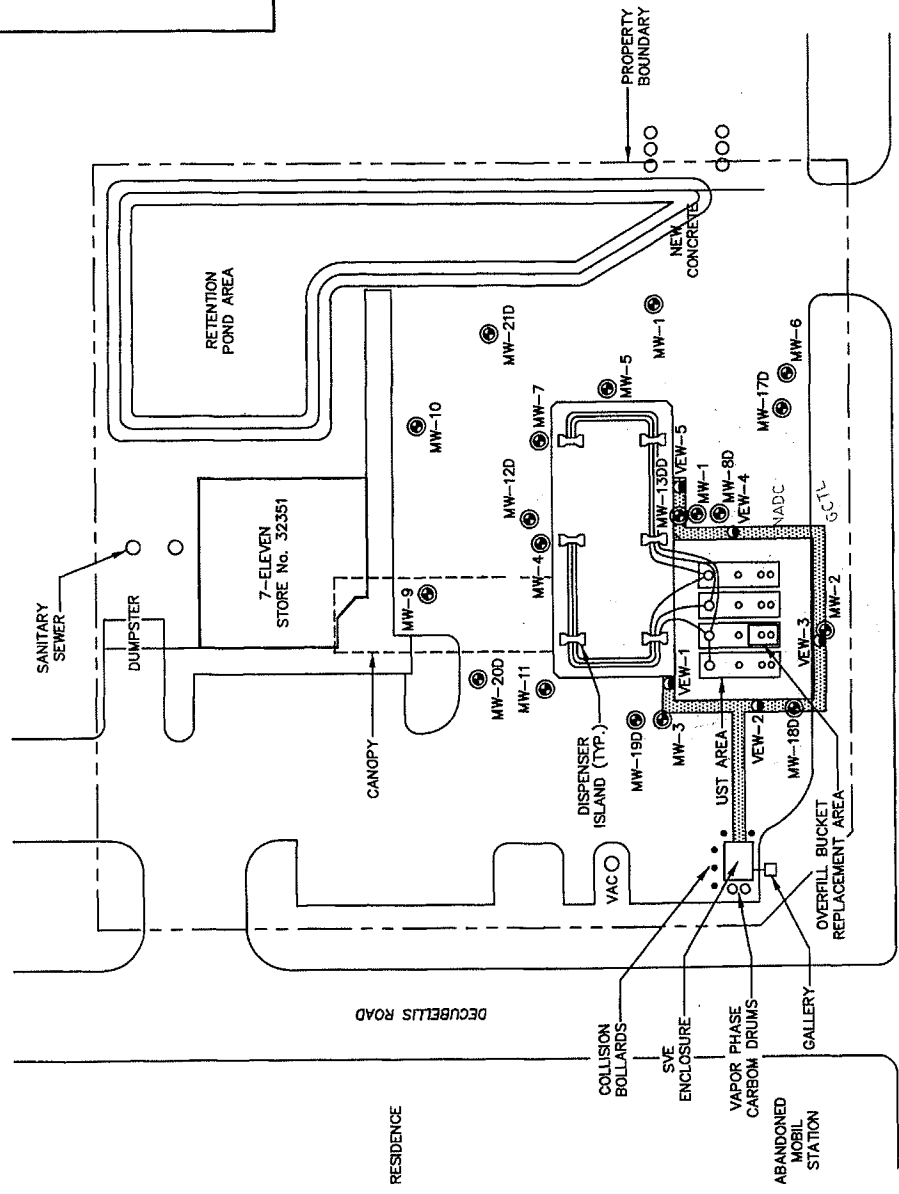 SANITARY
SEWER
DUMPSTER
RETENTION
POND AREA
7-ELEVEN
STORE No. 32351
PROPERTY
BOUNDARY
NEW
CONCRETE
CANOPY
MW-9
MW-10
MW-21D
MW-20D
MW-11
MW-4
MW-12D
MW-7
MW-5
MW-1
DISPENSER
ISLAND (TYP.)
MW-19D
MW-3
VEW-1
MW-13DD
VEW-5
MW-1
MW-8D
VEW-4
NADC
GCTL
MW-17D
MW-6
UST AREA
VEW-2
MW-18D
VEW-3
MW-2
OVERFILL BUCKET
REPLACEMENT AREA
VAC
DECUBELLIS ROAD
COLLISION
BOLLARDS
SVE
ENCLOSURE
VAPOR PHASE
CARBOM DRUMS
GALLERY
RESIDENCE
ABANDONED
MOBIL
STATION